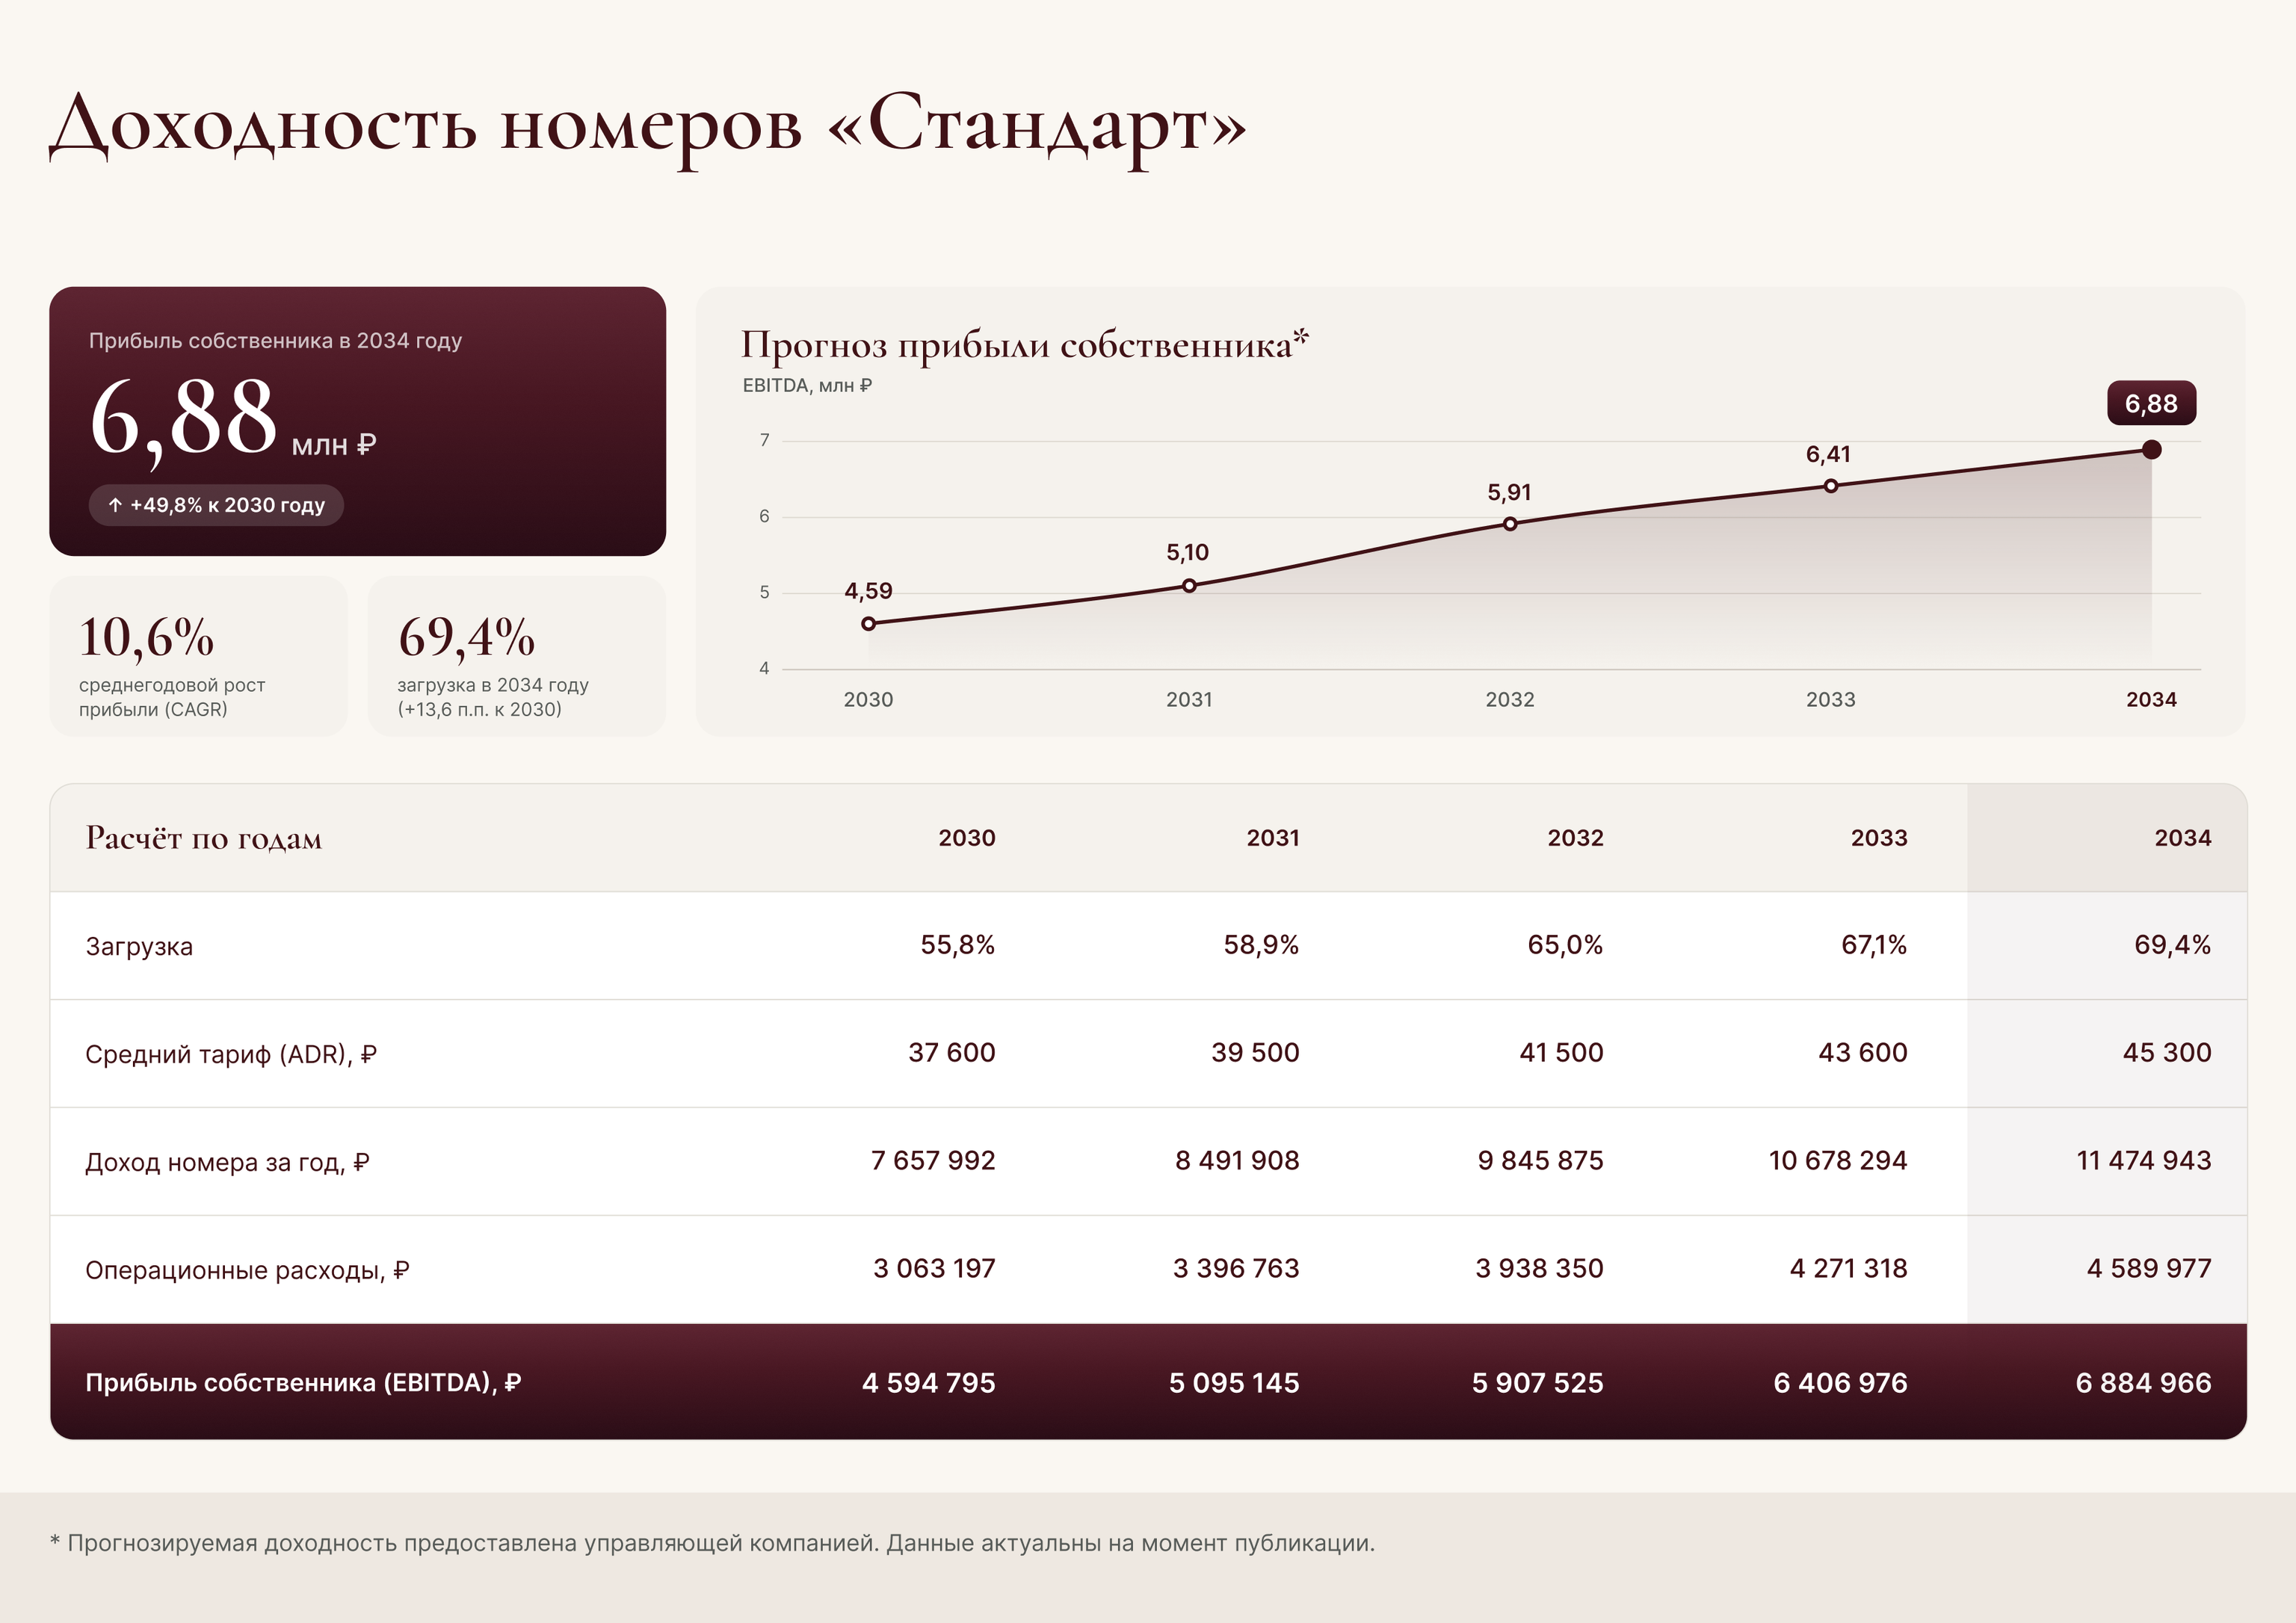 Доходность номеров «Стандарт»
Прибыль собственника в 2034 году
6,88 млн ₽
↑ +49,8% к 2030 году
10,6%
среднегодовой рост
прибыли (CAGR)
69,4%
загрузка в 2034 году
(+13,6 п.п. к 2030)
Прогноз прибыли собственника*
EBITDA, млн ₽
7
6
5
4
4,59
5,10
5,91
6,41
6,88
2030 2031 2032 2033 2034
Расчёт по годам 2030 2031 2032 2033 2034
Загрузка 55,8% 58,9% 65,0% 67,1% 69,4%
Средний тариф (ADR), ₽ 37 600 39 500 41 500 43 600 45 300
Доход номера за год, ₽ 7 657 992 8 491 908 9 845 875 10 678 294 11 474 943
Операционные расходы, ₽ 3 063 197 3 396 763 3 938 350 4 271 318 4 589 977
Прибыль собственника (EBITDA), ₽ 4 594 795 5 095 145 5 907 525 6 406 976 6 884 966
* Прогнозируемая доходность предоставлена управляющей компанией. Данные актуальны на момент публикации.